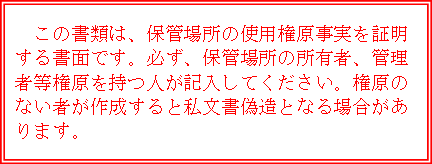 この書類は、保管場所の使用権原事実を証明
する書面です。必ず、保管場所の所有者、管理
者等権原を持つ人が記入してください。権原の
ない者が作成すると私文書偽造となる場合があ
ります。